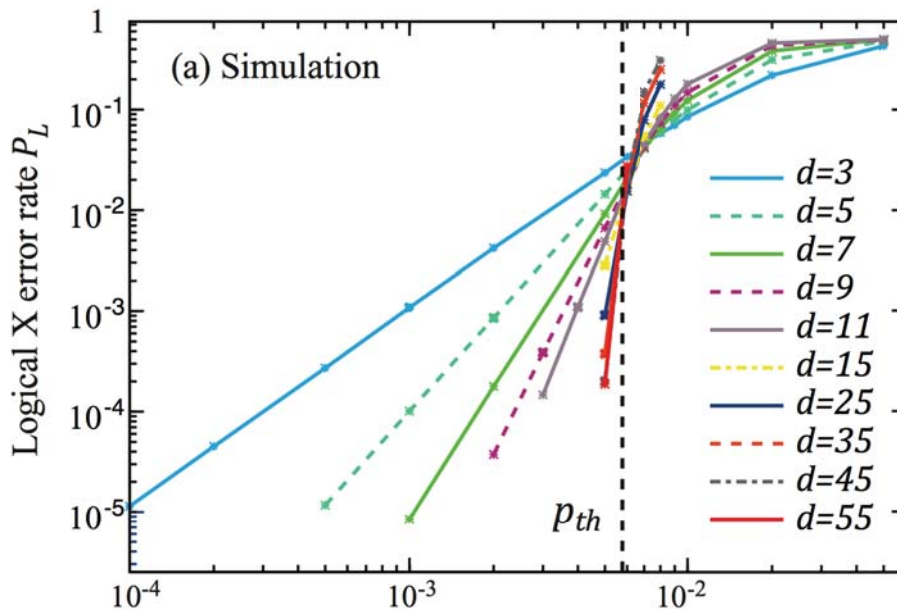 (a) Simulation
Logical X error rate P_L
1
10^-1
10^-2
10^-3
10^-4
10^-5
10^-4
10^-3
10^-2
p_th
d=3
d=5
d=7
d=9
d=11
d=15
d=25
d=35
d=45
d=55